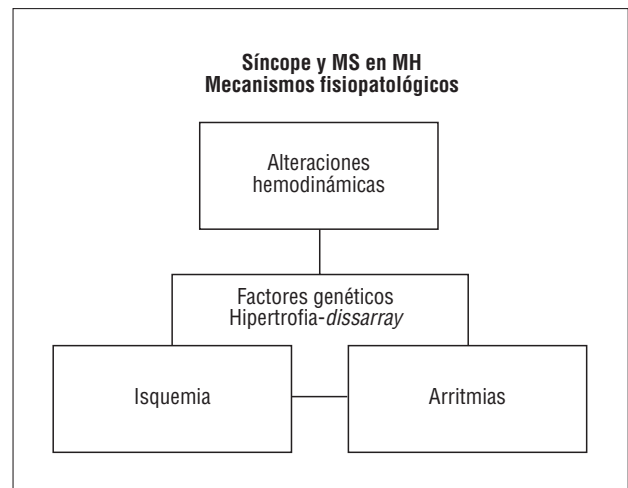 Síncope y MS en MH
Mecanismos fisiopatológicos
Alteraciones
hemodinámicas
Factores genéticos
Hipertrofia-dissarray
Isquemia
Arritmias